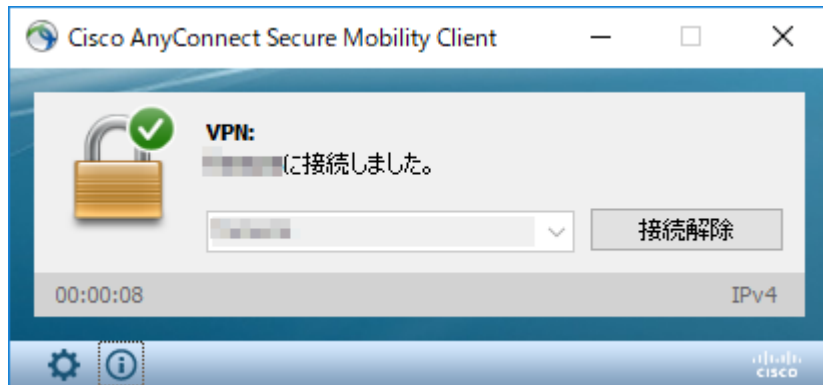 Cisco AnyConnect Secure Mobility Client
VPN:
に接続しました。
接続解除
00:00:08
IPv4
cisco